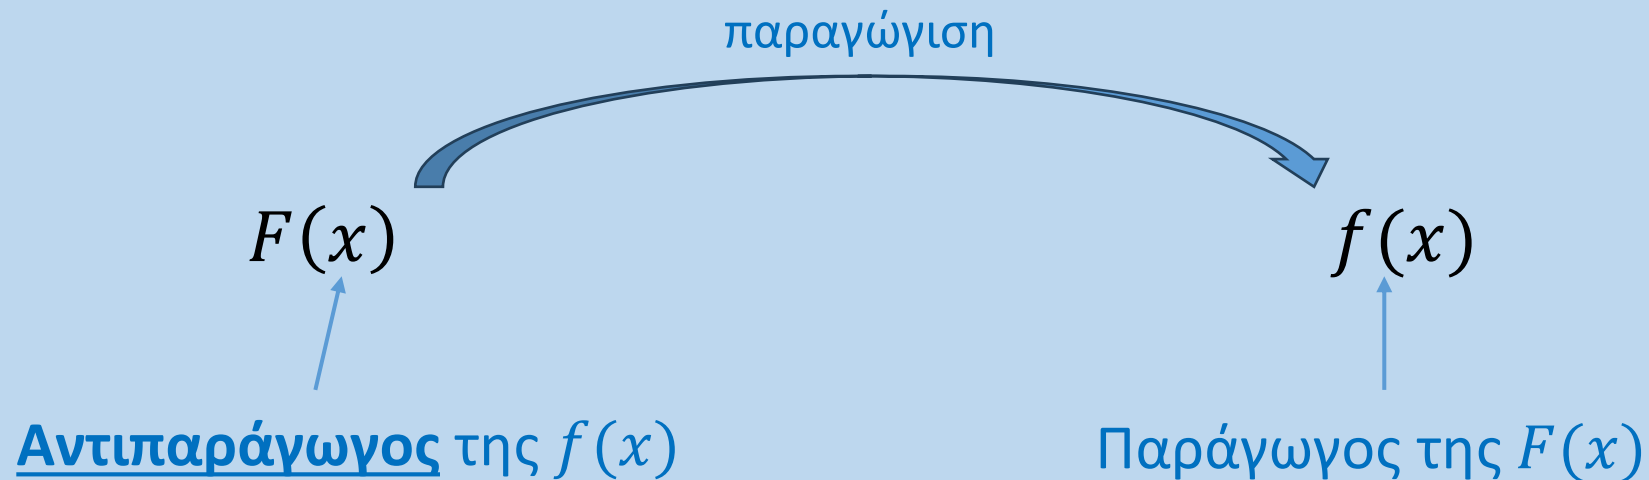 παραγώγιση
F(x) f(x)
Αντιπαράγωγος της f(x) Παράγωγος της F(x)